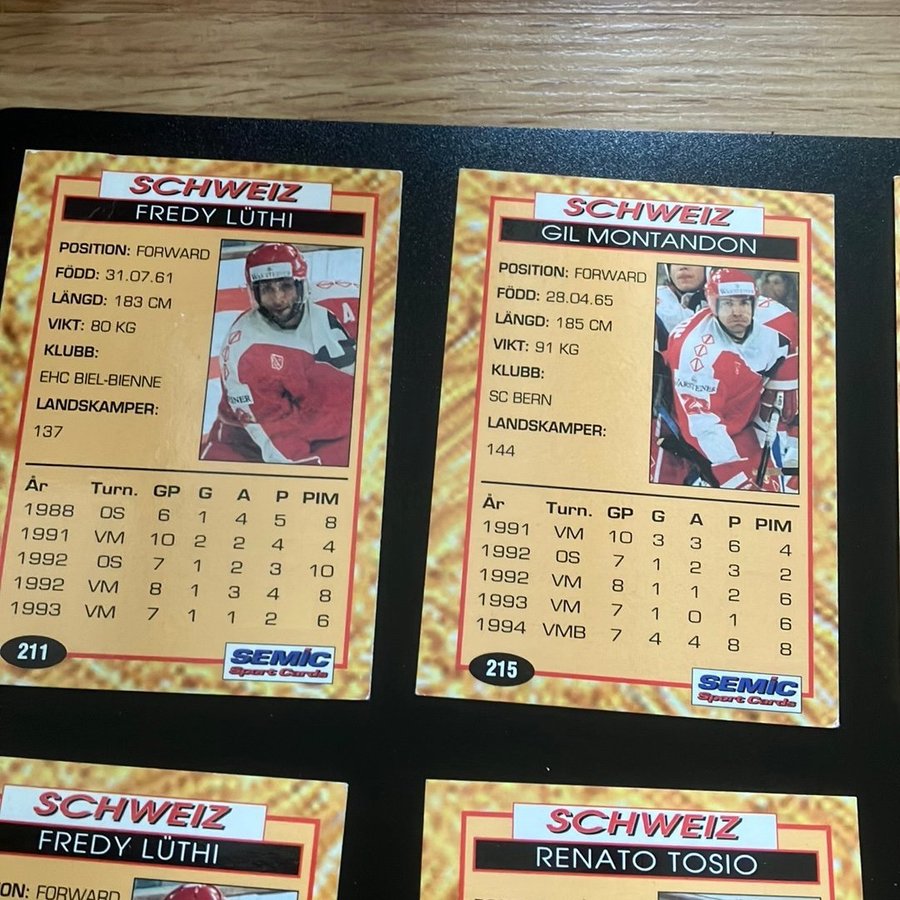 SCHWEIZ
FREDY LÜTHI
POSITION: FORWARD
FÖDD: 31.07.61
LÄNGD: 183 CM
VIKT: 80 KG
KLUBB:
EHC BIEL-BIENNE
LANDSKAMPER:
137
År Turn. GP G A P PIM
1988 OS 6 1 4 5 8
1991 VM 10 2 2 4 4
1992 OS 7 1 2 3 10
1992 VM 8 1 3 4 8
1993 VM 7 1 1 2 6
211
SEMIC
Sport Cards
SCHWEIZ
GIL MONTANDON
POSITION: FORWARD
FÖDD: 28.04.65
LÄNGD: 185 CM
VIKT: 91 KG
KLUBB:
SC BERN
LANDSKAMPER:
144
WARSTEINER
År Turn. GP G A P PIM
1991 VM 10 3 3 6 4
1992 OS 7 1 2 3 2
1992 VM 8 1 1 2 6
1993 VM 7 1 0 1 6
1994 VMB 7 4 4 8 8
215
SEMIC
Sport Cards
SCHWEIZ
FREDY LÜTHI
ON: FORWARD
SCHWEIZ
RENATO TOSIO